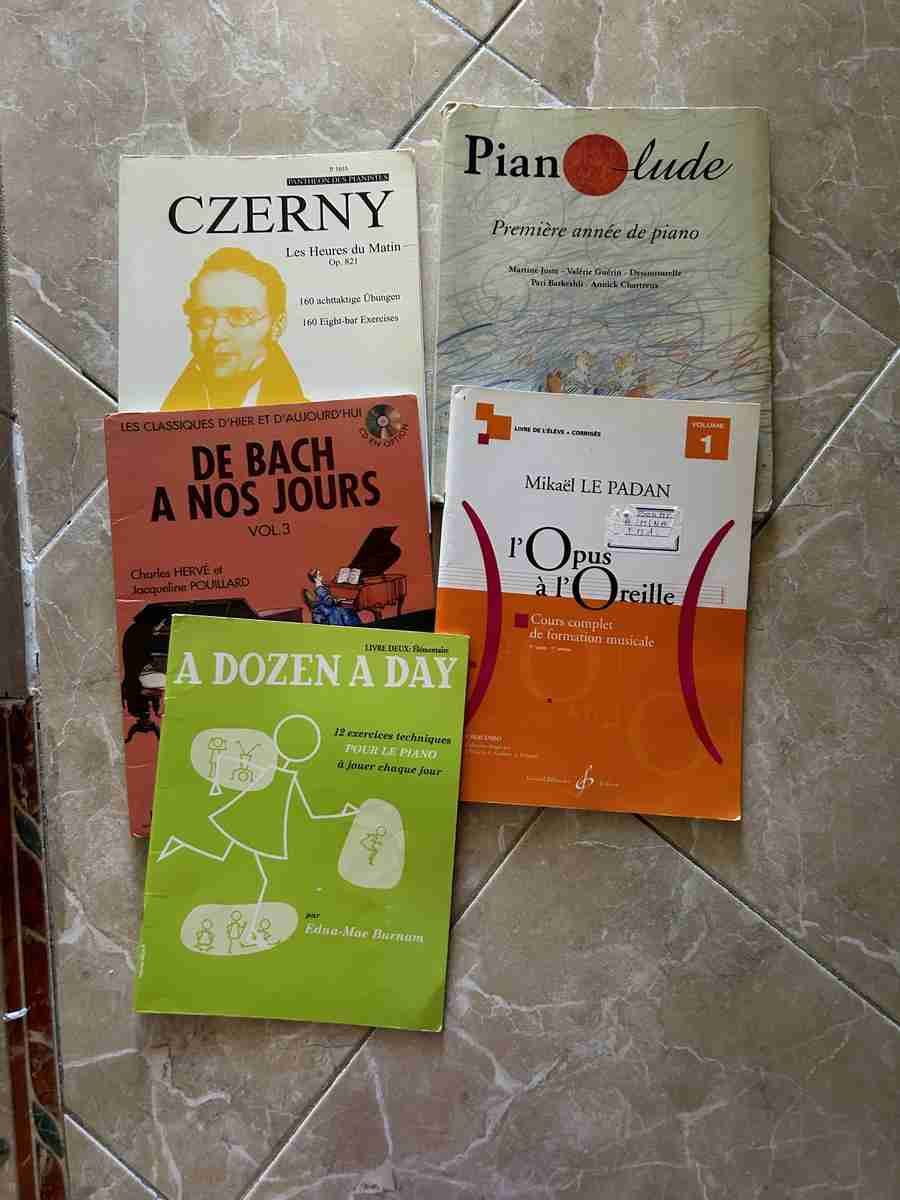 P 1015
PANTHEON DES PIANISTES
CZERNY
Les Heures du Matin
Op. 821
160 achttaktige Übungen
160 Eight-bar Exercises
PianOlude
Première année de piano
Martine Joste - Valérie Guérin - Dessonturelle
Pari Barkeshli - Annick Chartreux
LES CLASSIQUES D'HIER ET D'AUJOURD'HUI
CD EN OPTION
DE BACH
A NOS JOURS
VOL.3
Charles HERVÉ et
Jacqueline POUILLARD
LIVRE DE L'ÉLÈVE + CORRIGÉS
VOLUME
1
Mikaël LE PADAN
l'Opus
à l'Oreille
Cours complet
de formation musicale
LIVRE DEUX: Élémentaire
A DOZEN A DAY
12 exercices techniques
POUR LE PIANO
à jouer chaque jour
par
Edna-Mae Burnam